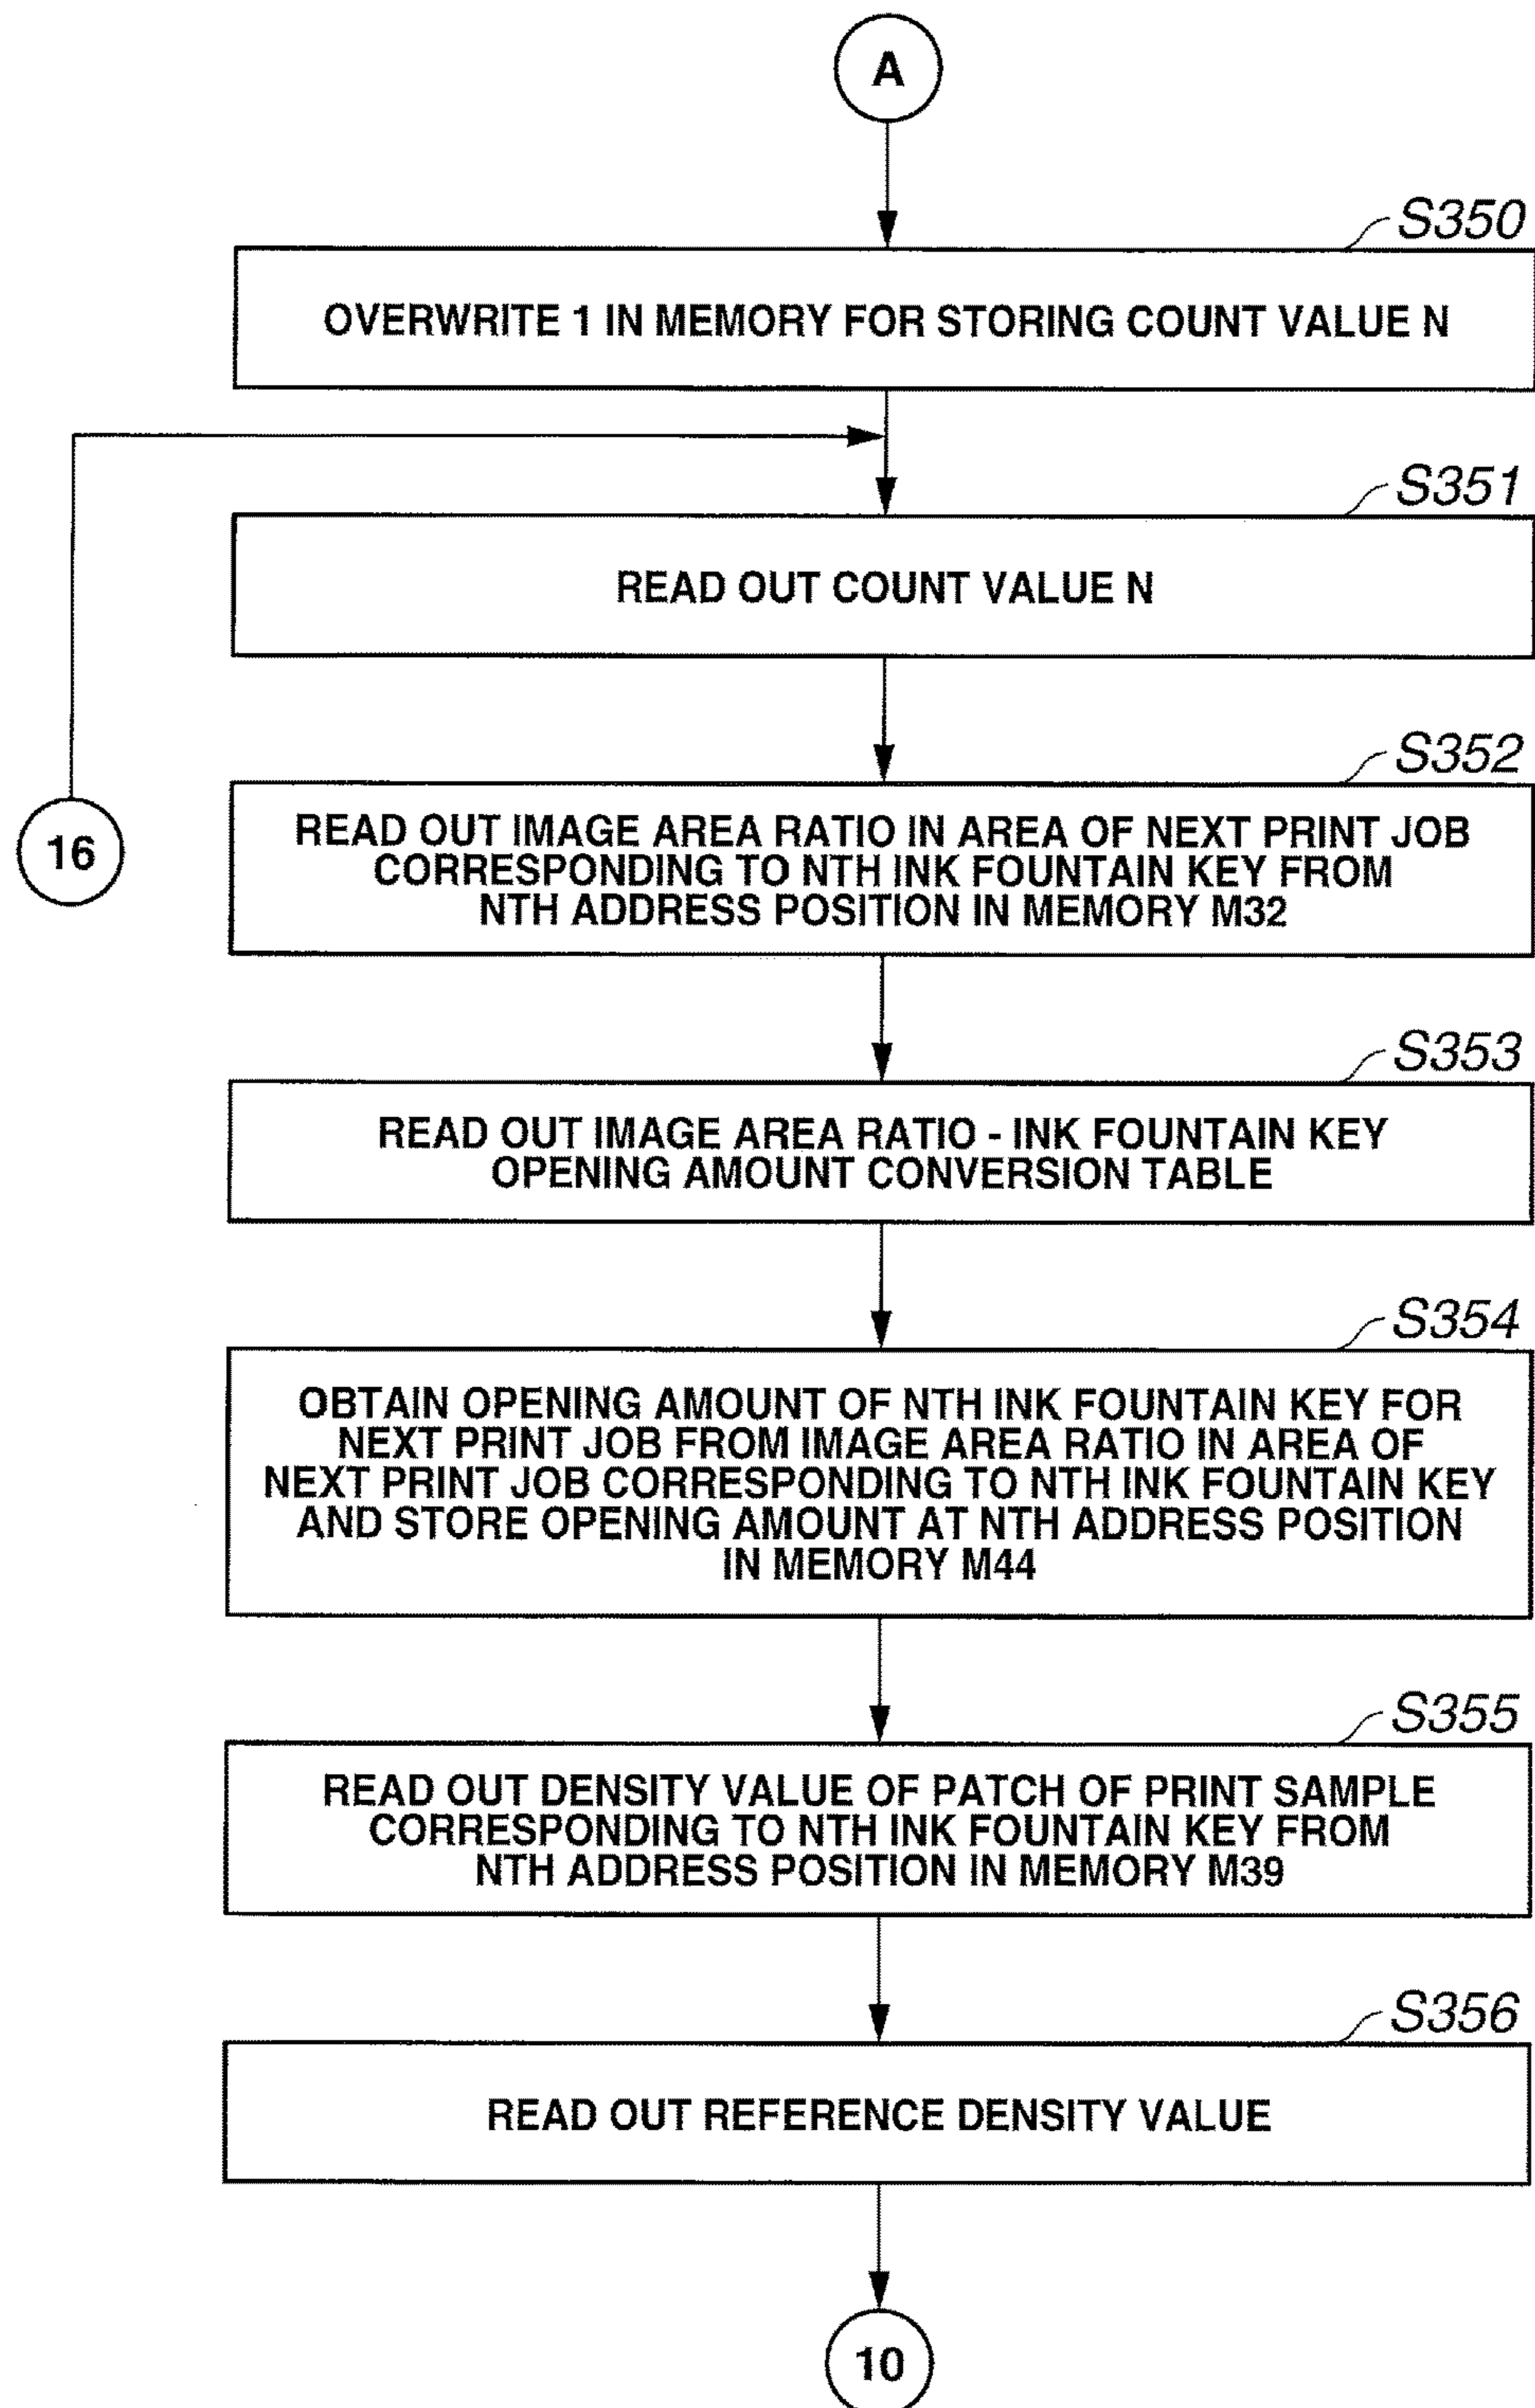 A
S350
OVERWRITE 1 IN MEMORY FOR STORING COUNT VALUE N
S351
READ OUT COUNT VALUE N
S352
READ OUT IMAGE AREA RATIO IN AREA OF NEXT PRINT JOB
CORRESPONDING TO NTH INK FOUNTAIN KEY FROM
NTH ADDRESS POSITION IN MEMORY M32
16
S353
READ OUT IMAGE AREA RATIO - INK FOUNTAIN KEY
OPENING AMOUNT CONVERSION TABLE
S354
OBTAIN OPENING AMOUNT OF NTH INK FOUNTAIN KEY FOR
NEXT PRINT JOB FROM IMAGE AREA RATIO IN AREA OF
NEXT PRINT JOB CORRESPONDING TO NTH INK FOUNTAIN KEY
AND STORE OPENING AMOUNT AT NTH ADDRESS POSITION
IN MEMORY M44
S355
READ OUT DENSITY VALUE OF PATCH OF PRINT SAMPLE
CORRESPONDING TO NTH INK FOUNTAIN KEY FROM
NTH ADDRESS POSITION IN MEMORY M39
S356
READ OUT REFERENCE DENSITY VALUE
10